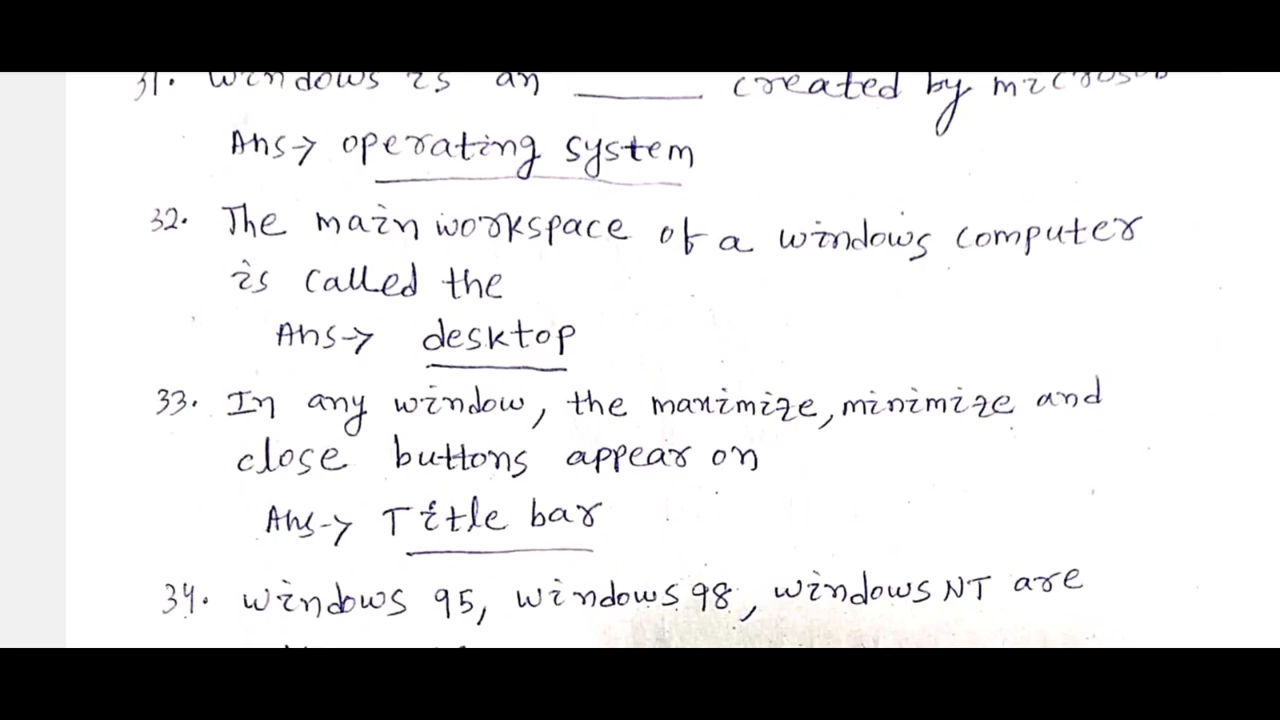 31. Windows is an ______ created by microsof
Ans→ operating system
32. The main workspace of a windows computer
is called the
Ans→ desktop
33. In any window, the maximize, minimize and
close buttons appear on
Ans→ Title bar
34. windows 95, windows 98, windows NT are